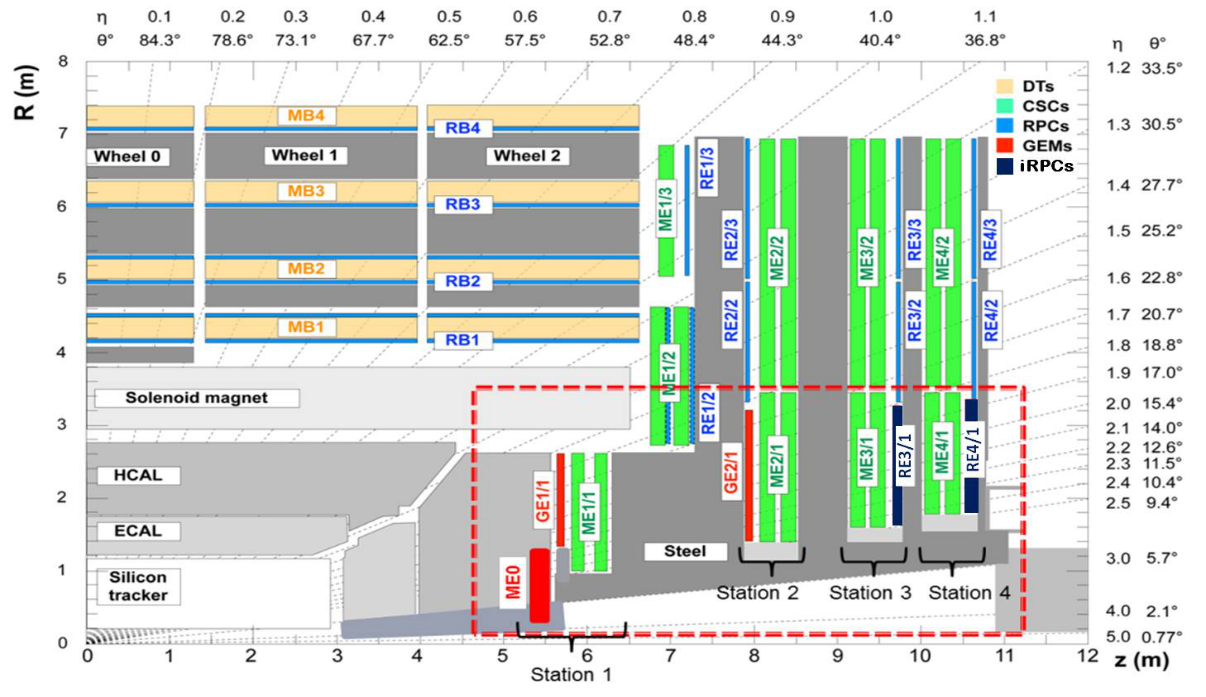 η 0.1 0.2 0.3 0.4 0.5 0.6 0.7 0.8 0.9 1.0 1.1
θ° 84.3° 78.6° 73.1° 67.7° 62.5° 57.5° 52.8° 48.4° 44.3° 40.4° 36.8° η θ°
R (m)
8
7
6
5
4
3
2
1
0
1.2 33.5°
1.3 30.5°
1.4 27.7°
1.5 25.2°
1.6 22.8°
1.7 20.7°
1.8 18.8°
1.9 17.0°
2.0 15.4°
2.1 14.0°
2.2 12.6°
2.3 11.5°
2.4 10.4°
2.5 9.4°
3.0 5.7°
4.0 2.1°
5.0 0.77°
DTs
CSCs
RPCs
GEMs
iRPCs
MB4
RB4
Wheel 0
Wheel 1
Wheel 2
MB3
RB3
MB2
RB2
MB1
RB1
Solenoid magnet
HCAL
ECAL
Silicon
tracker
ME1/3
RE1/3
ME1/2
RE1/2
RE2/3
RE2/2
ME2/2
ME3/2
RE3/3
RE3/2
ME4/2
RE4/3
RE4/2
GE1/1
ME1/1
ME0
GE2/1
ME2/1
ME3/1
RE3/1
ME4/1
RE4/1
Steel
Station 2
Station 3
Station 4
0 1 2 3 4 5 6 7 8 9 10 11 12 z (m)
Station 1